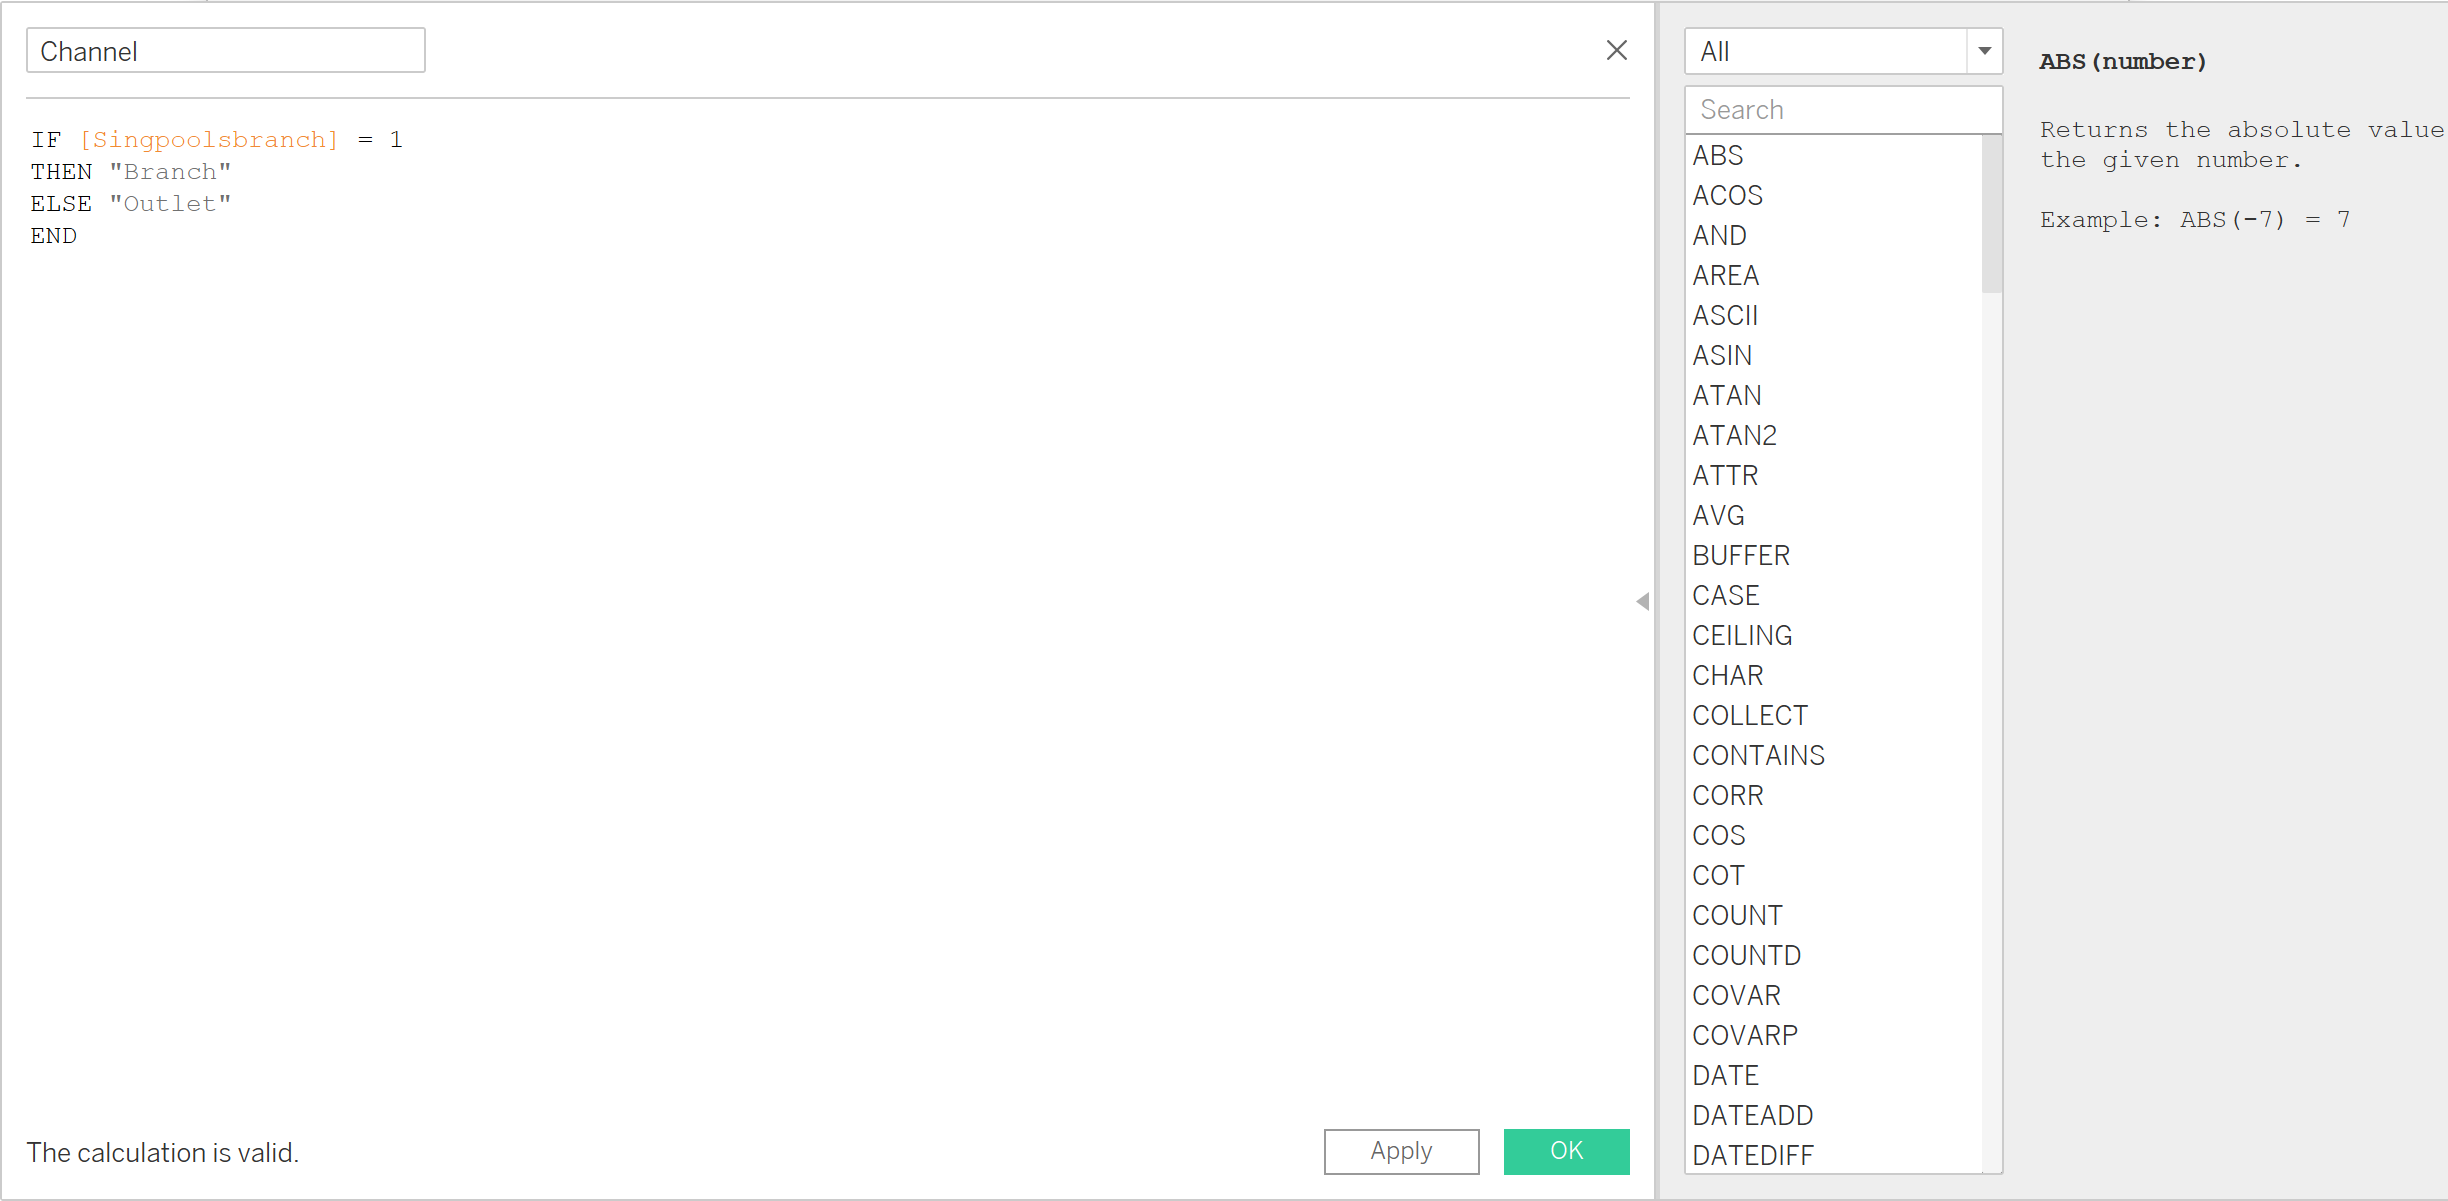 Channel
IF [Singpoolsbranch] = 1
THEN "Branch"
ELSE "Outlet"
END
The calculation is valid.
Apply
OK
All
Search
ABS
ACOS
AND
AREA
ASCII
ASIN
ATAN
ATAN2
ATTR
AVG
BUFFER
CASE
CEILING
CHAR
COLLECT
CONTAINS
CORR
COS
COT
COUNT
COUNTD
COVAR
COVARP
DATE
DATEADD
DATEDIFF
ABS(number)
Returns the absolute value
the given number.
Example: ABS(-7) = 7